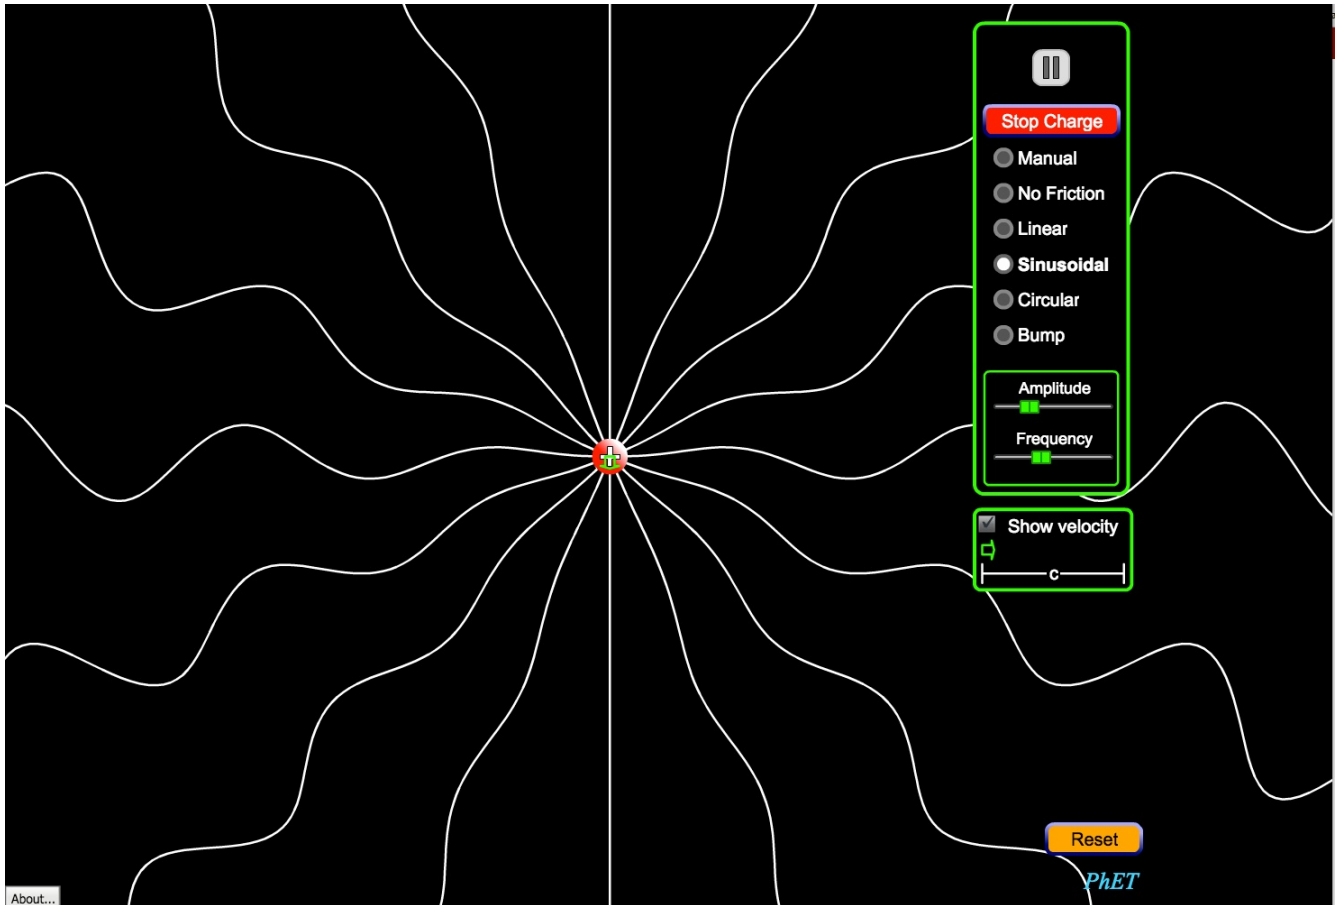 Stop Charge
Manual
No Friction
Linear
Sinusoidal
Circular
Bump
Amplitude
Frequency
Show velocity
c
Reset
PhET
About...